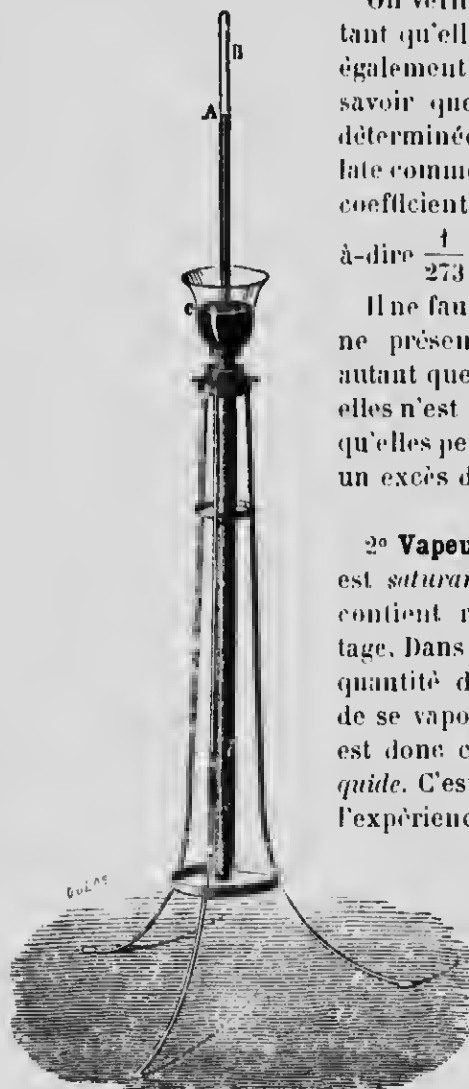 tant qu'ell
également
savoir que
déterminée
late comme
coefficient
à-dire 1/273
Il ne fau
ne présen
autant que
elles n'est
qu'elles pe
un excès d
2º Vapeu
est saturan
contient
tage. Dans
quantité d
de se vapo
est donc c
quide. C'es
l'expérienc
B
A
C